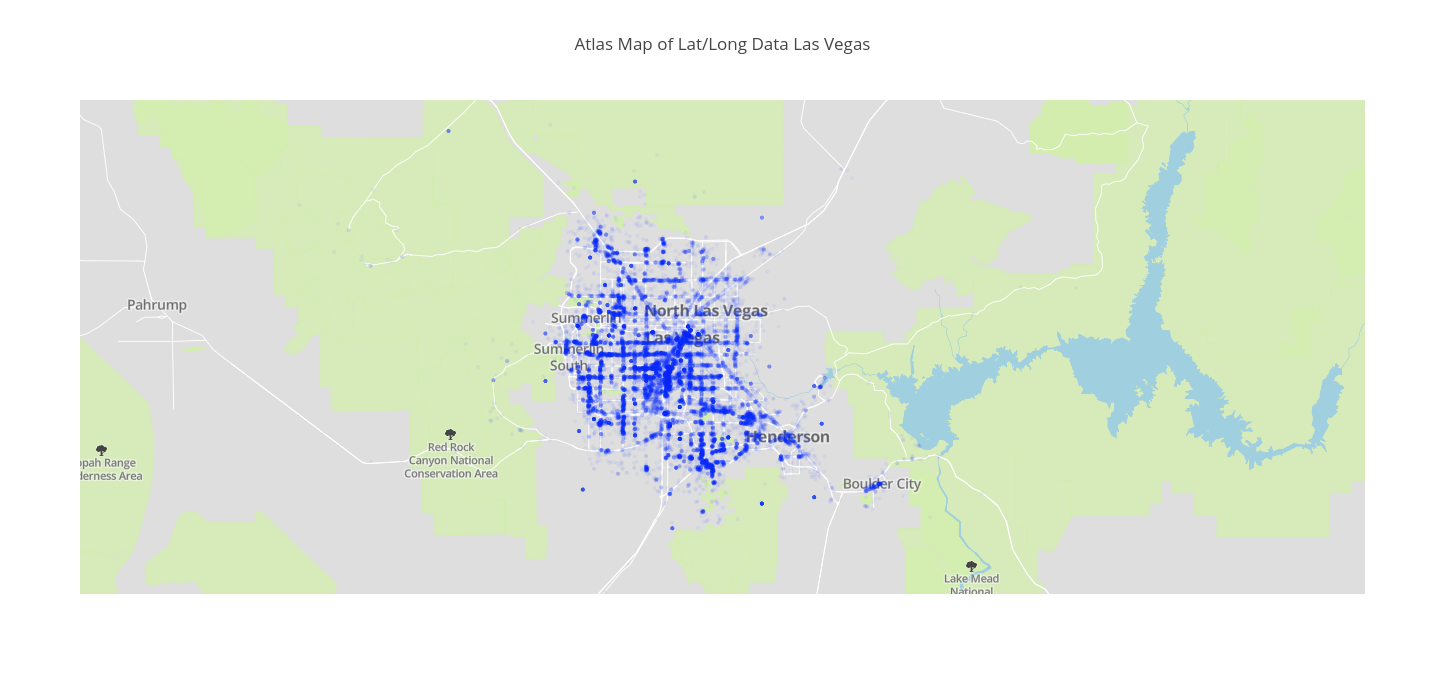 Atlas Map of Lat/Long Data Las Vegas
North Las Vegas
Pahrump
Summerlin
Las Vegas
Summerlin
South
Henderson
Red Rock
Canyon National
Conservation Area
opah Range
derness Area
Boulder City
Lake Mead
National